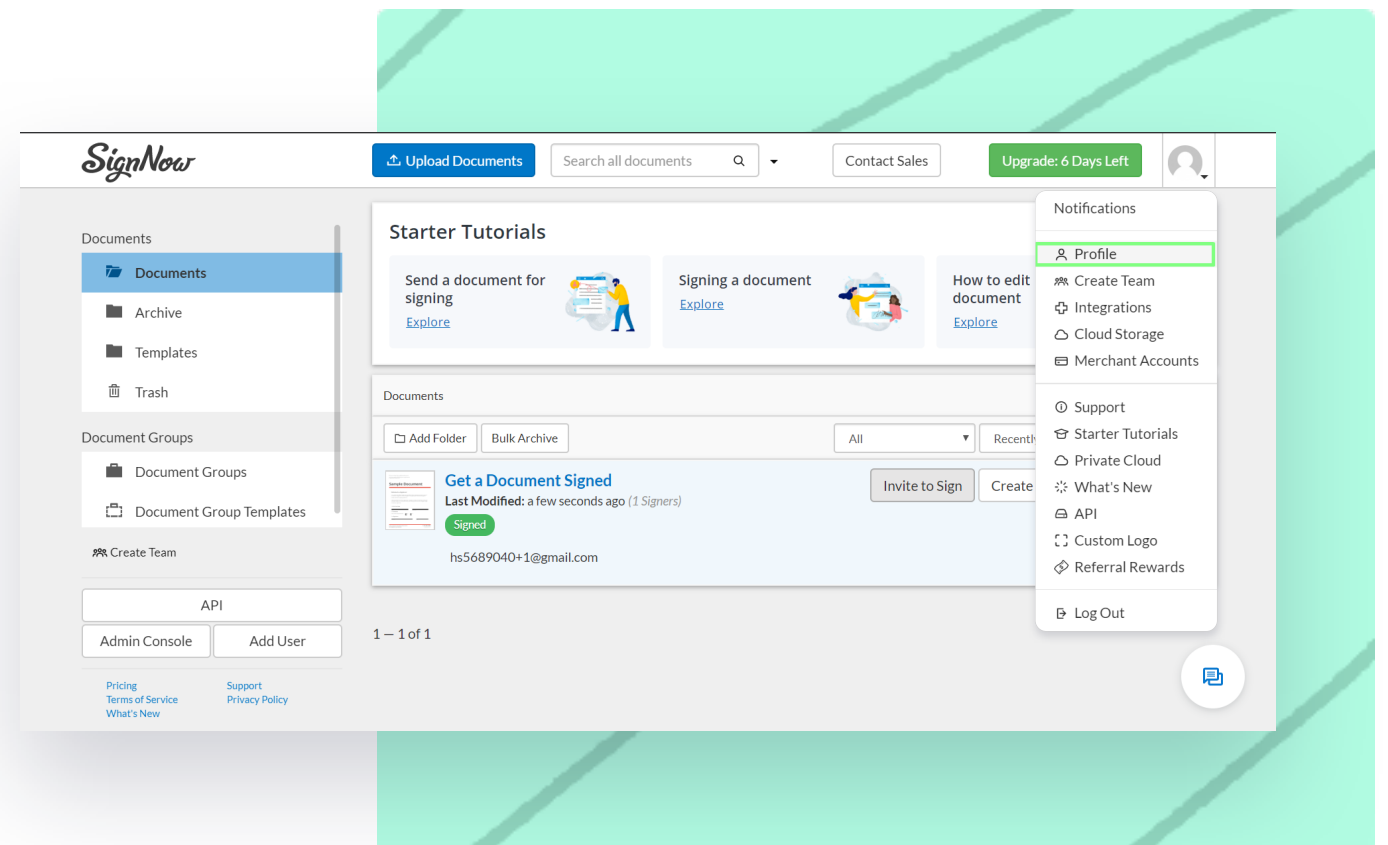 SignNow
Upload Documents
Search all documents
Contact Sales
Upgrade: 6 Days Left
Documents
Documents
Archive
Templates
Trash
Document Groups
Document Groups
Document Group Templates
Create Team
API
Admin Console
Add User
Pricing
Support
Terms of Service
Privacy Policy
What's New
Starter Tutorials
Send a document for
signing
Explore
Signing a document
Explore
How to edit
document
Explore
Documents
Add Folder
Bulk Archive
All
Recently
Sample Document
Get a Document Signed
Last Modified: a few seconds ago (1 Signers)
Signed
hs5689040+1@gmail.com
Invite to Sign
Create
1 — 1 of 1
Notifications
Profile
Create Team
Integrations
Cloud Storage
Merchant Accounts
Support
Starter Tutorials
Private Cloud
What's New
API
Custom Logo
Referral Rewards
Log Out